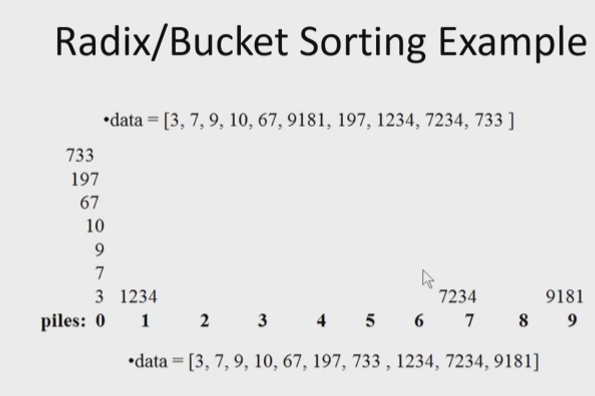 Radix/Bucket Sorting Example
•data = [3, 7, 9, 10, 67, 9181, 197, 1234, 7234, 733 ]
733
197
67
10
9
7
3 1234 7234 9181
piles: 0 1 2 3 4 5 6 7 8 9
•data = [3, 7, 9, 10, 67, 197, 733 , 1234, 7234, 9181]